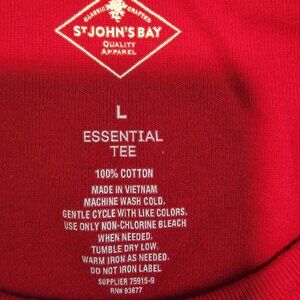 CLASSIC CRAFTED
ST JOHN'S BAY
QUALITY
APPAREL
L
ESSENTIAL
TEE
100% COTTON
MADE IN VIETNAM
MACHINE WASH COLD.
GENTLE CYCLE WITH LIKE COLORS.
USE ONLY NON-CHLORINE BLEACH
WHEN NEEDED.
TUMBLE DRY LOW.
WARM IRON AS NEEDED.
DO NOT IRON LABEL
SUPPLIER 75915-9
RN# 93677